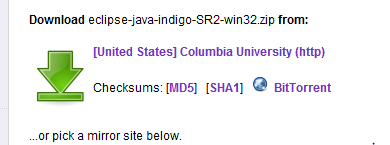 Download eclipse-java-indigo-SR2-win32.zip from:
[United States] Columbia University (http)
Checksums: [MD5] [SHA1] BitTorrent
...or pick a mirror site below.